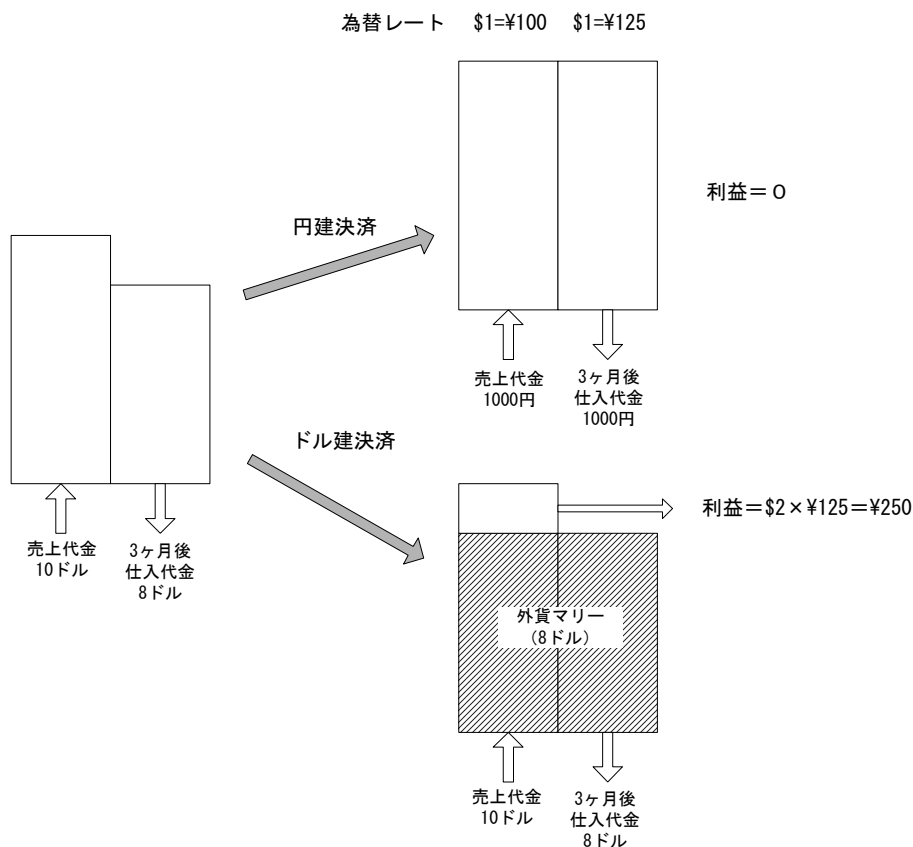 為替レート $1=¥100 $1=¥125
利益＝０
円建決済
売上代金
1000円
3ヶ月後
仕入代金
1000円
ドル建決済
売上代金
10ドル
3ヶ月後
仕入代金
8ドル
利益＝$2×¥125＝¥250
外貨マリー
（8ドル）
売上代金
10ドル
3ヶ月後
仕入代金
8ドル